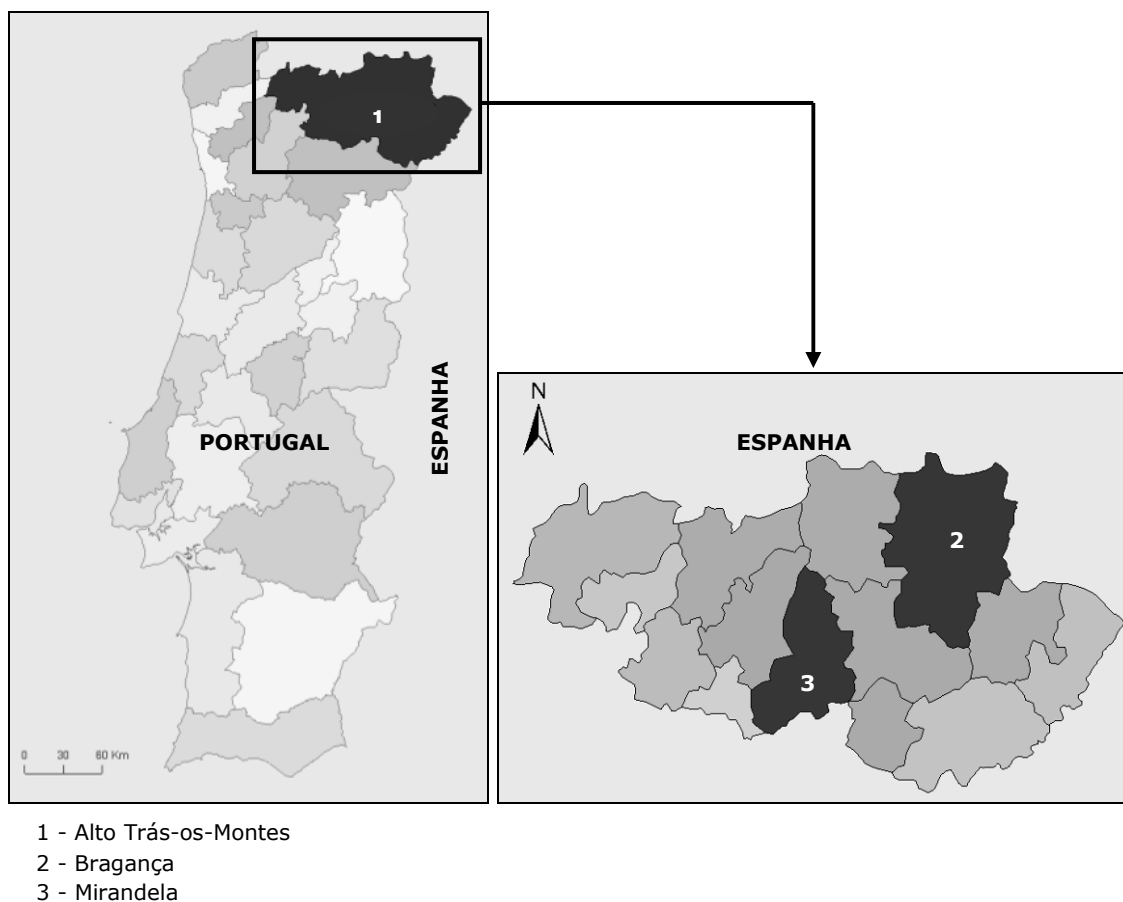 1
PORTUGAL
ESPANHA
0 30 60 Km
N
ESPANHA
2
3
1 - Alto Trás-os-Montes
2 - Bragança
3 - Mirandela